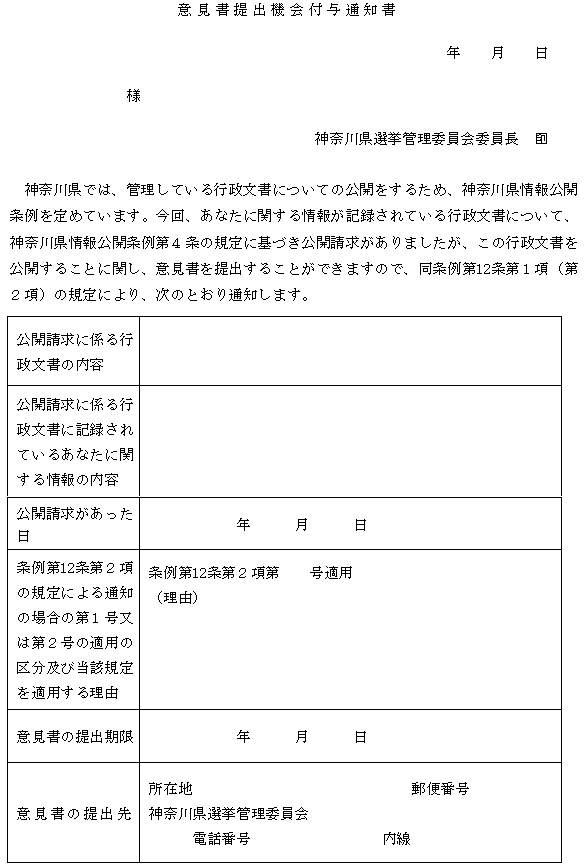 意見書提出機会付与通知書
年　月　日
様
神奈川県選挙管理委員会委員長　印
　神奈川県では、管理している行政文書についての公開をするため、神奈川県情報公開
条例を定めています。今回、あなたに関する情報が記録されている行政文書について、
神奈川県情報公開条例第４条の規定に基づき公開請求がありましたが、この行政文書を
公開することに関し、意見書を提出することができますので、同条例第12条第１項（第
２項）の規定により、次のとおり通知します。
公開請求に係る行
政文書の内容
公開請求に係る行
政文書に記録され
ているあなたに関
する情報の内容
公開請求があった
日
年　月　日
条例第12条第２項
の規定による通知
の場合の第１号又
は第２号の適用の
区分及び当該規定
を適用する理由
条例第12条第２項第　　号適用
（理由）
意見書の提出期限
年　月　日
意見書の提出先
所在地　　郵便番号
神奈川県選挙管理委員会
電話番号　　内線